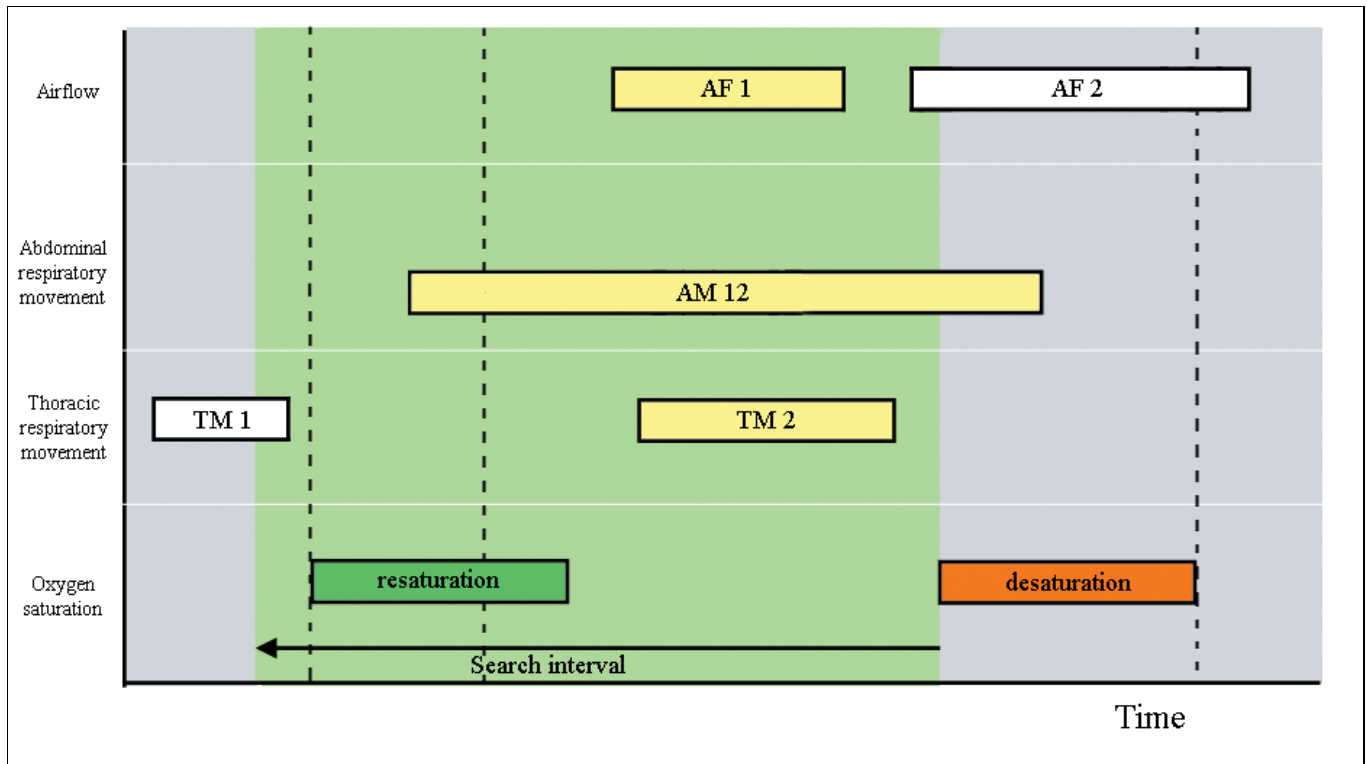 Airflow
AF 1
AF 2
Abdominal
respiratory
movement
AM 12
Thoracic
respiratory
movement
TM 1
TM 2
Oxygen
saturation
resaturation
desaturation
Search interval
Time